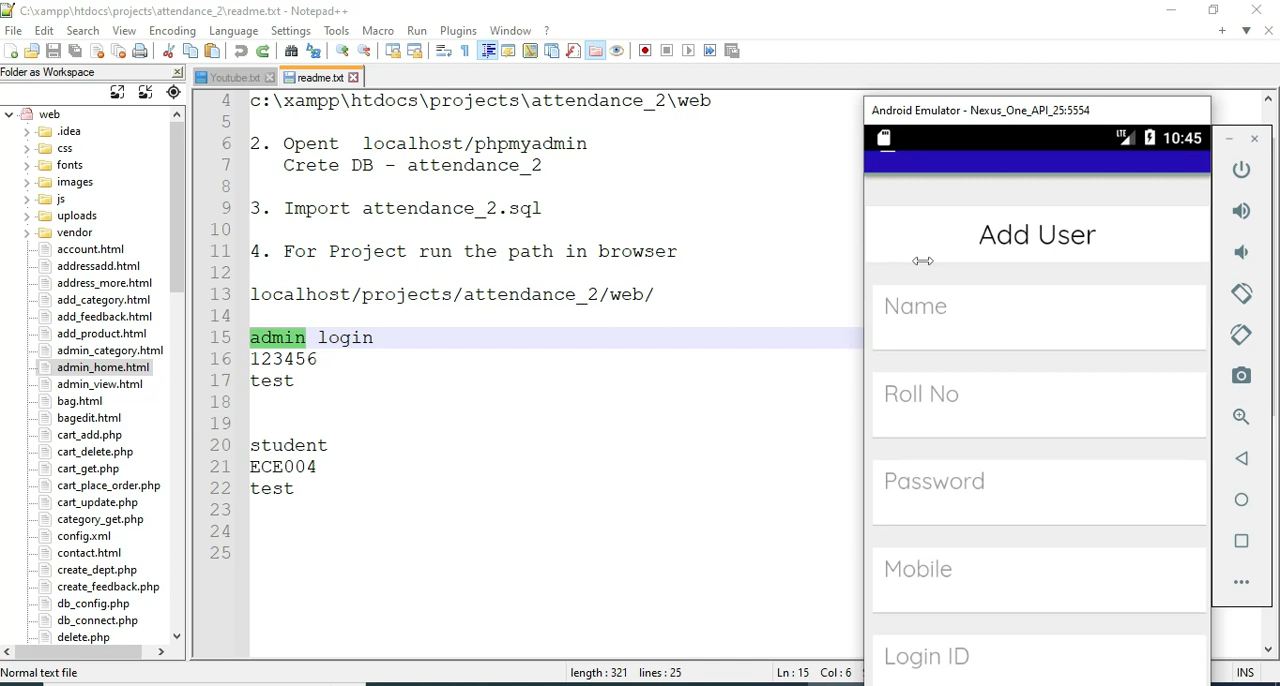 C:\xampp\htdocs\projects\attendance_2\readme.txt - Notepad++
File Edit Search View Encoding Language Settings Tools Macro Run Plugins Window ?
Folder as Workspace
Youtube.txt readme.txt
web
.idea
css
fonts
images
js
uploads
vendor
account.html
addressadd.html
address_more.html
add_category.html
add_feedback.html
add_product.html
admin_category.html
admin_home.html
admin_view.html
bag.html
bagedit.html
cart_add.php
cart_delete.php
cart_get.php
cart_place_order.php
cart_update.php
category_get.php
config.xml
contact.html
create_dept.php
create_feedback.php
db_config.php
db_connect.php
delete.php
4 c:\xampp\htdocs\projects\attendance_2\web
5
6 2. Opent localhost/phpmyadmin
7 Crete DB - attendance_2
8
9 3. Import attendance_2.sql
10
11 4. For Project run the path in browser
12
13 localhost/projects/attendance_2/web/
14
15 admin login
16 123456
17 test
18
19
20 student
21 ECE004
22 test
23
24
25
Android Emulator - Nexus_One_API_25:5554
LTE 10:45
Add User
Name
Roll No
Password
Mobile
Login ID
Normal text file length : 321 lines : 25 Ln : 15 Col : 6 INS